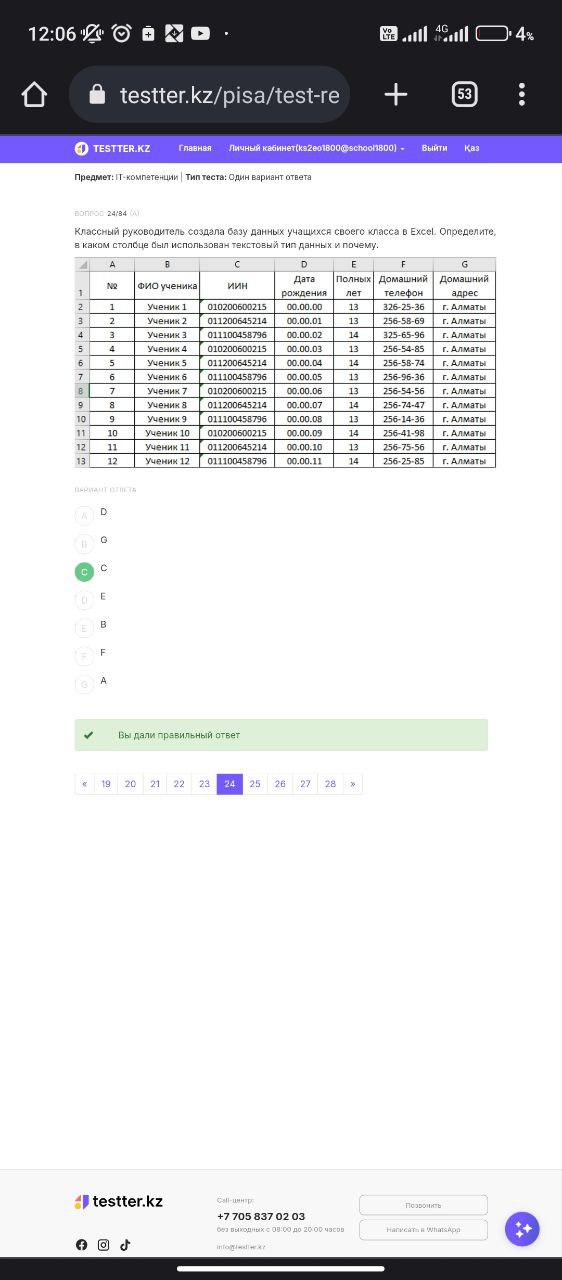 12:06
Vo LTE 4G 4%
testter.kz/pisa/test-re
53
TESTTER.KZ Главная Личный кабинет(ks2eo1800@school1800) Выйти Қаз
Предмет: IT-компетенции | Тип теста: Один вариант ответа
ВОПРОС 24/84 (A)
Классный руководитель создала базу данных учащихся своего класса в Excel. Определите,
в каком столбце был использован текстовый тип данных и почему.
A B C D E F G
1 № ФИО ученика ИИН Дата рождения Полных лет Домашний телефон Домашний адрес
2 1 Ученик 1 010200600215 00.00.00 13 326-25-36 г. Алматы
3 2 Ученик 2 011200645214 00.00.01 13 256-58-69 г. Алматы
4 3 Ученик 3 011100458796 00.00.02 14 325-65-96 г. Алматы
5 4 Ученик 4 010200600215 00.00.03 13 256-54-85 г. Алматы
6 5 Ученик 5 011200645214 00.00.04 14 256-58-74 г. Алматы
7 6 Ученик 6 011100458796 00.00.05 13 256-96-36 г. Алматы
8 7 Ученик 7 010200600215 00.00.06 13 256-54-56 г. Алматы
9 8 Ученик 8 011200645214 00.00.07 14 256-74-47 г. Алматы
10 9 Ученик 9 011100458796 00.00.08 13 256-14-36 г. Алматы
11 10 Ученик 10 010200600215 00.00.09 14 256-41-98 г. Алматы
12 11 Ученик 11 011200645214 00.00.10 13 256-75-56 г. Алматы
13 12 Ученик 12 011100458796 00.00.11 14 256-25-85 г. Алматы
ВАРИАНТ ОТВЕТА
A D
B G
C C
D E
E B
F F
G A
Вы дали правильный ответ
« 19 20 21 22 23 24 25 26 27 28 »
testter.kz
Call-центр:
+7 705 837 02 03
без выходных с 08:00 до 20:00 часов
info@testter.kz
Позвонить
Написать в WhatsApp